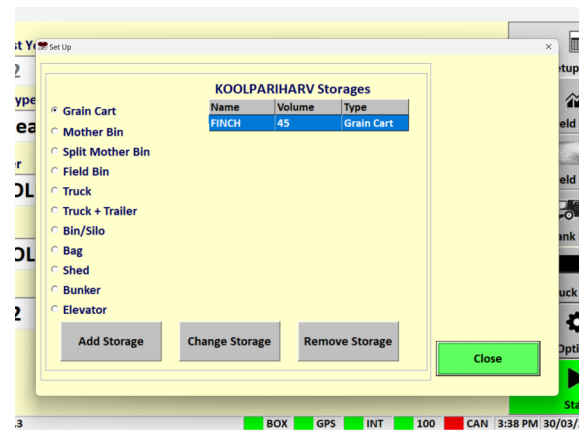 Set Up
KOOLPARIHARV Storages
Name Volume Type
FINCH 45 Grain Cart
Grain Cart
Mother Bin
Split Mother Bin
Field Bin
Truck
Truck + Trailer
Bin/Silo
Bag
Shed
Bunker
Elevator
Add Storage Change Storage Remove Storage
Close
BOX GPS INT 100 CAN 3:38 PM 30/03/